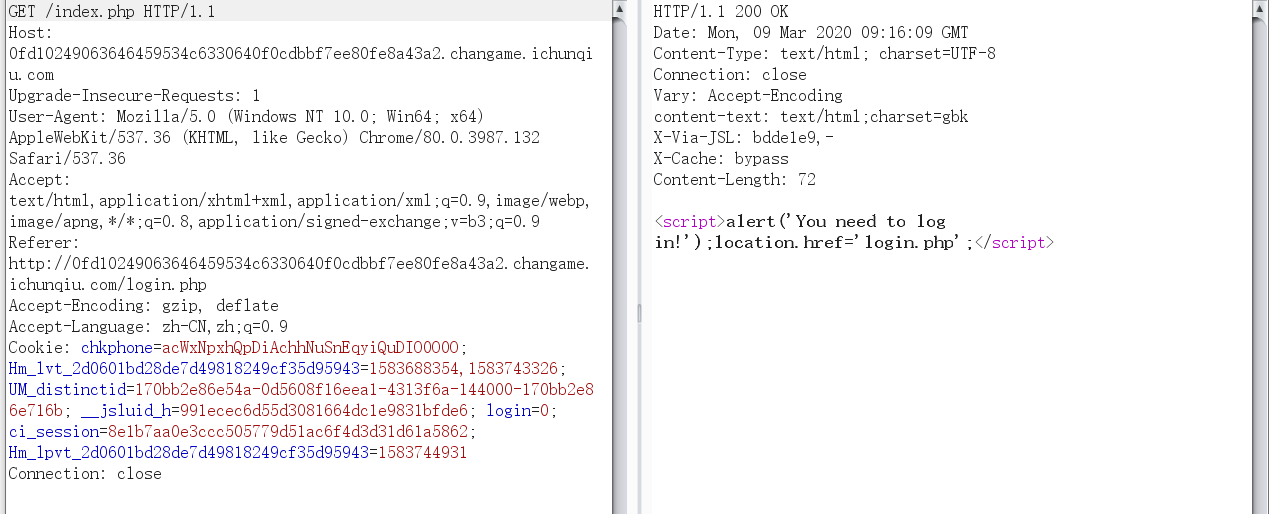 GET /index.php HTTP/1.1
Host:
0fd10249063646459534c6330640f0cdbbf7ee80fe8a43a2.changame.ichunqi
u.com
Upgrade-Insecure-Requests: 1
User-Agent: Mozilla/5.0 (Windows NT 10.0; Win64; x64)
AppleWebKit/537.36 (KHTML, like Gecko) Chrome/80.0.3987.132
Safari/537.36
Accept:
text/html,application/xhtml+xml,application/xml;q=0.9,image/webp,
image/apng,*/*;q=0.8,application/signed-exchange;v=b3;q=0.9
Referer:
http://0fd10249063646459534c6330640f0cdbbf7ee80fe8a43a2.changame.
ichunqiu.com/login.php
Accept-Encoding: gzip, deflate
Accept-Language: zh-CN,zh;q=0.9
Cookie: chkphone=acWxNpxhQpDiAchhNuSnEqyiQuDIO0O0O;
Hm_lvt_2d0601bd28de7d49818249cf35d95943=1583688354,1583743326;
UM_distinctid=170bb2e86e54a-0d5608f16eea1-4313f6a-144000-170bb2e8
6e716b; __jsluid_h=991ecec6d55d3081664dc1e9831bfde6; login=0;
ci_session=8e1b7aa0e3ccc505779d51ac6f4d3d31d61a5862;
Hm_lpvt_2d0601bd28de7d49818249cf35d95943=1583744931
Connection: close
HTTP/1.1 200 OK
Date: Mon, 09 Mar 2020 09:16:09 GMT
Content-Type: text/html; charset=UTF-8
Connection: close
Vary: Accept-Encoding
content-text: text/html;charset=gbk
X-Via-JSL: bdde1e9,-
X-Cache: bypass
Content-Length: 72
<script>alert('You need to log
in!');location.href='login.php';</script>